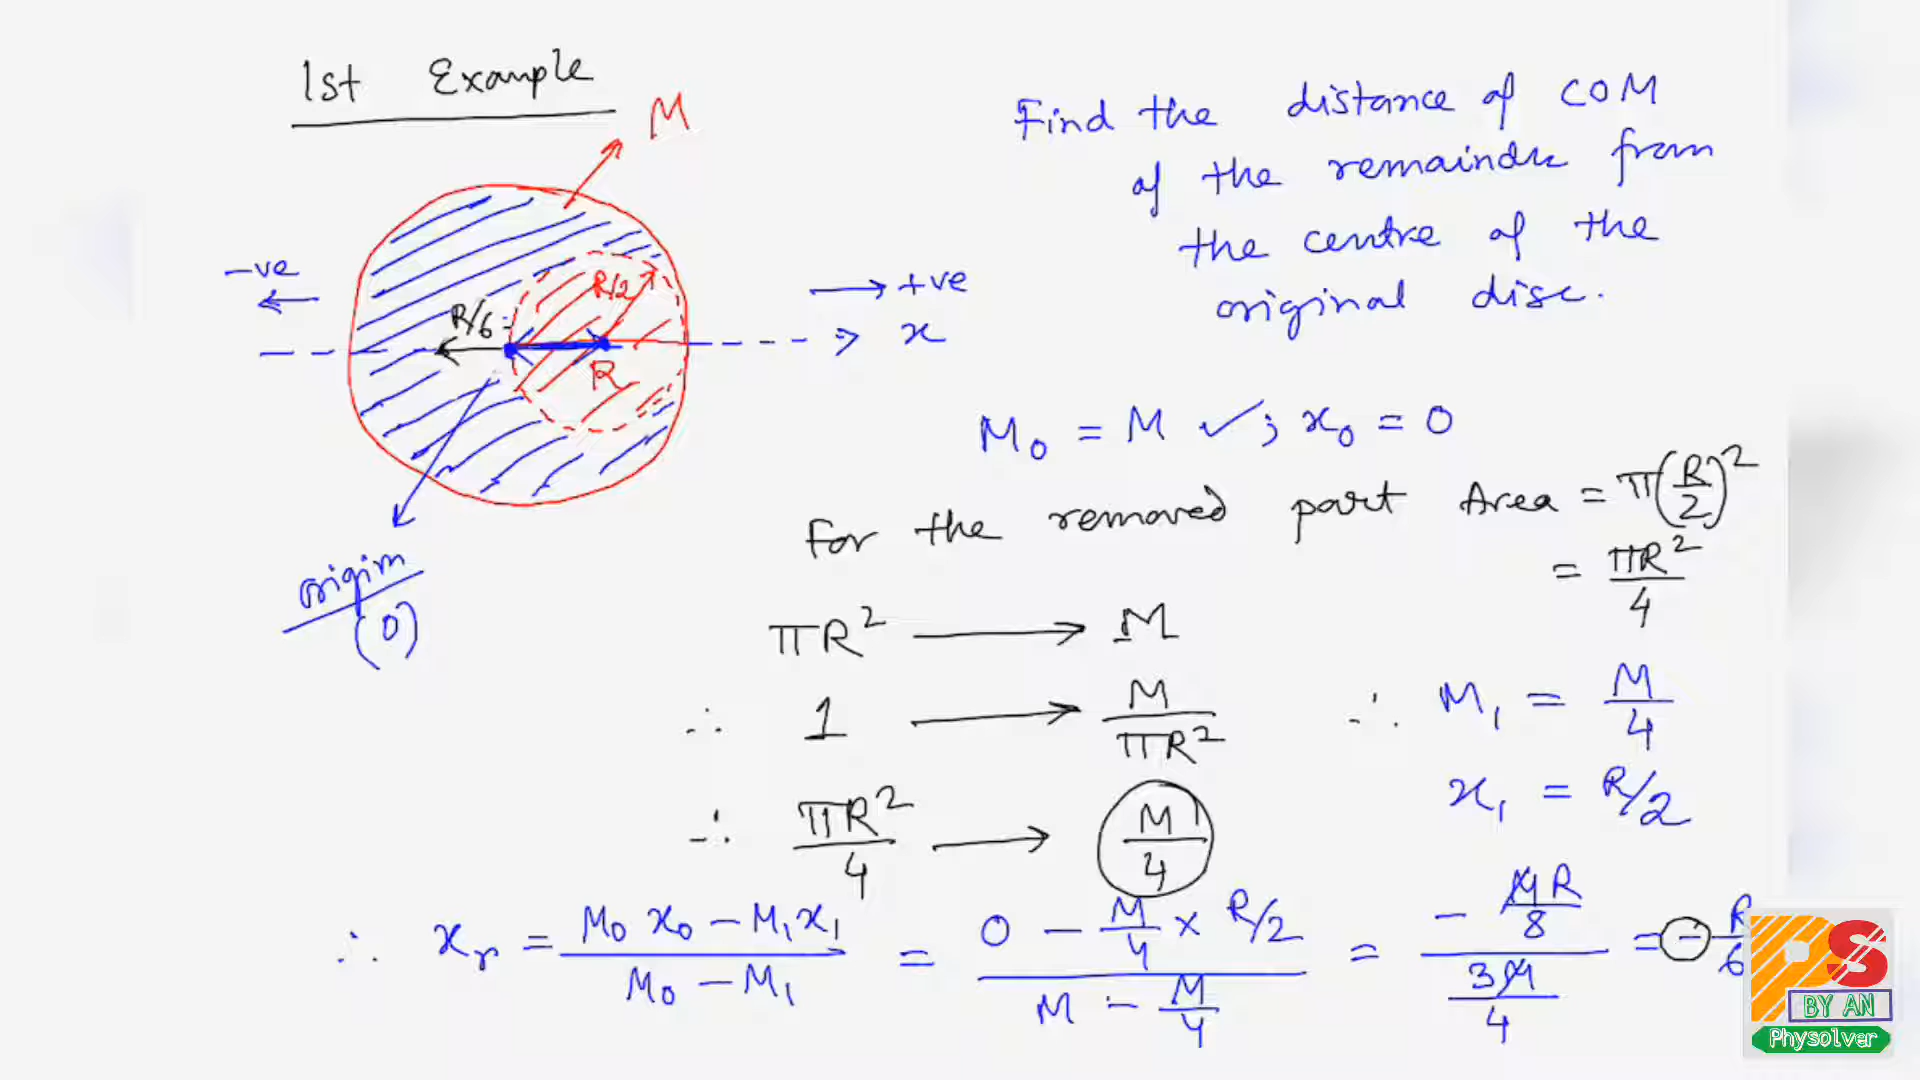 1st Example
M
Find the distance of COM
of the remainder from
the centre of the
original disc.
-ve
+ve
x
R/2
R/6
R
origim
(0)
M₀ = M ✓; x₀ = 0
For the removed part Area = π(R/2)²
= πR²/4
πR² → M
∴ 1 → M/πR²
∴ πR²/4 → M/4
∴ M₁ = M/4
x₁ = R/2
∴ xᵣ = (M₀x₀ - M₁x₁)/(M₀ - M₁) = (0 - M/4 × R/2)/(M - M/4) = (- MR/8)/(3M/4) = - R/6
PS
BY AN
Physolver